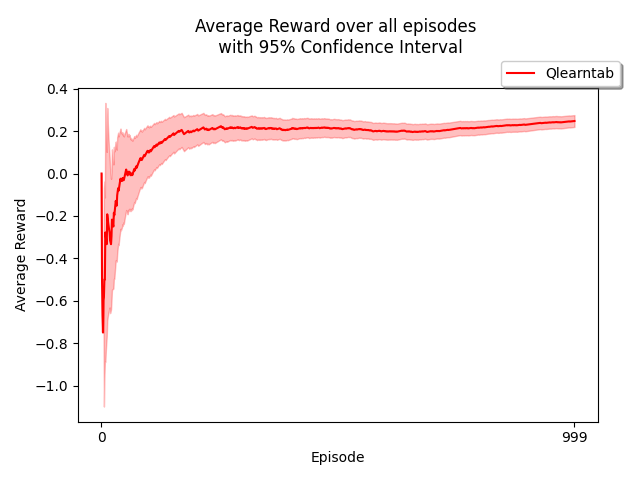 Average Reward over all episodes
with 95% Confidence Interval
Qlearntab
0.4
0.2
0.0
−0.2
−0.4
−0.6
−0.8
−1.0
Average Reward
0
999
Episode